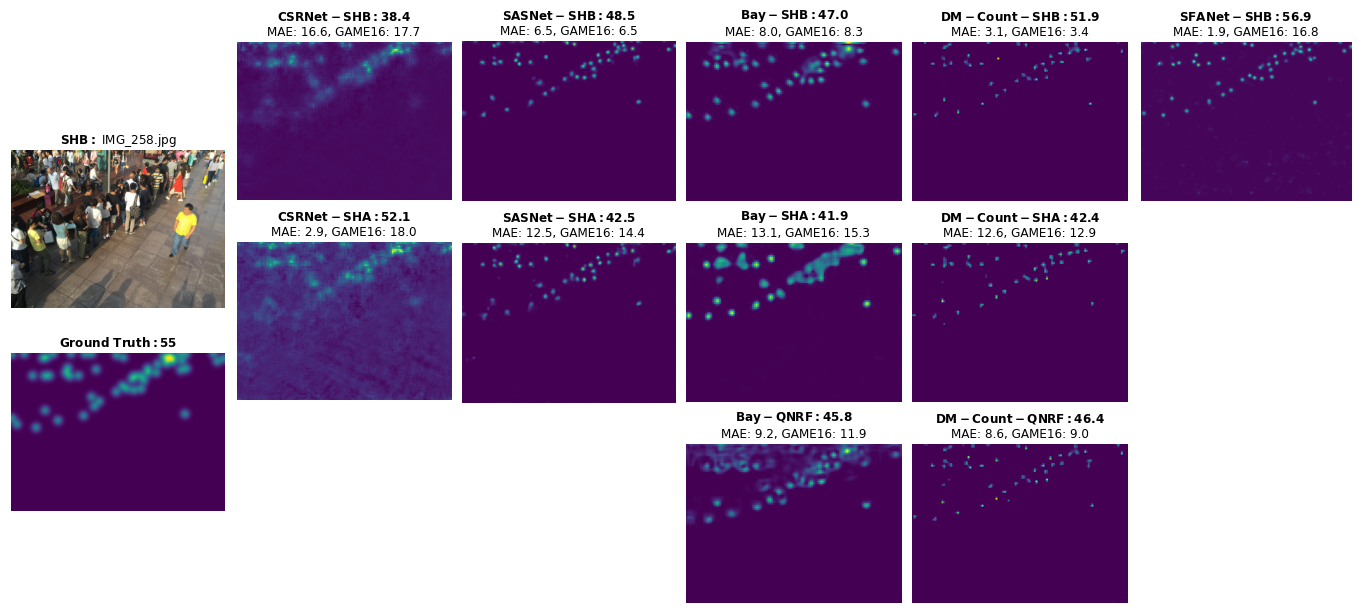 CSRNet − SHB: 38.4
MAE: 16.6, GAME16: 17.7
SASNet − SHB: 48.5
MAE: 6.5, GAME16: 6.5
Bay − SHB: 47.0
MAE: 8.0, GAME16: 8.3
DM − Count − SHB: 51.9
MAE: 3.1, GAME16: 3.4
SFANet − SHB: 56.9
MAE: 1.9, GAME16: 16.8
SHB: IMG_258.jpg
CSRNet − SHA: 52.1
MAE: 2.9, GAME16: 18.0
SASNet − SHA: 42.5
MAE: 12.5, GAME16: 14.4
Bay − SHA: 41.9
MAE: 13.1, GAME16: 15.3
DM − Count − SHA: 42.4
MAE: 12.6, GAME16: 12.9
Ground Truth: 55
Bay − QNRF: 45.8
MAE: 9.2, GAME16: 11.9
DM − Count − QNRF: 46.4
MAE: 8.6, GAME16: 9.0